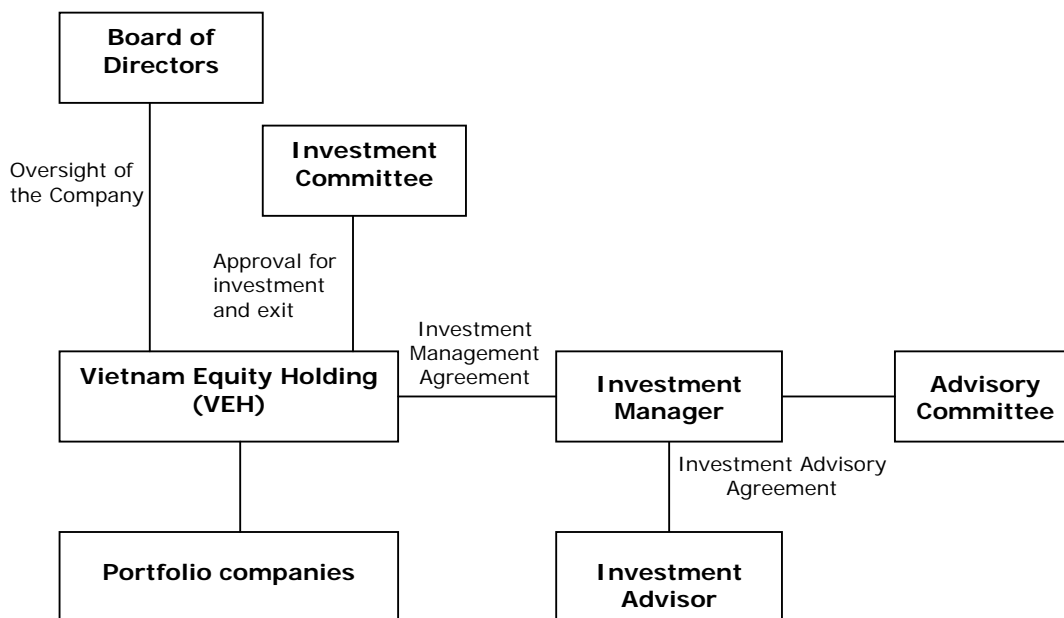 Board of
Directors
Investment
Committee
Oversight of
the Company
Approval for
investment
and exit
Investment
Management
Agreement
Vietnam Equity Holding
(VEH)
Investment
Manager
Advisory
Committee
Investment Advisory
Agreement
Portfolio companies
Investment
Advisor